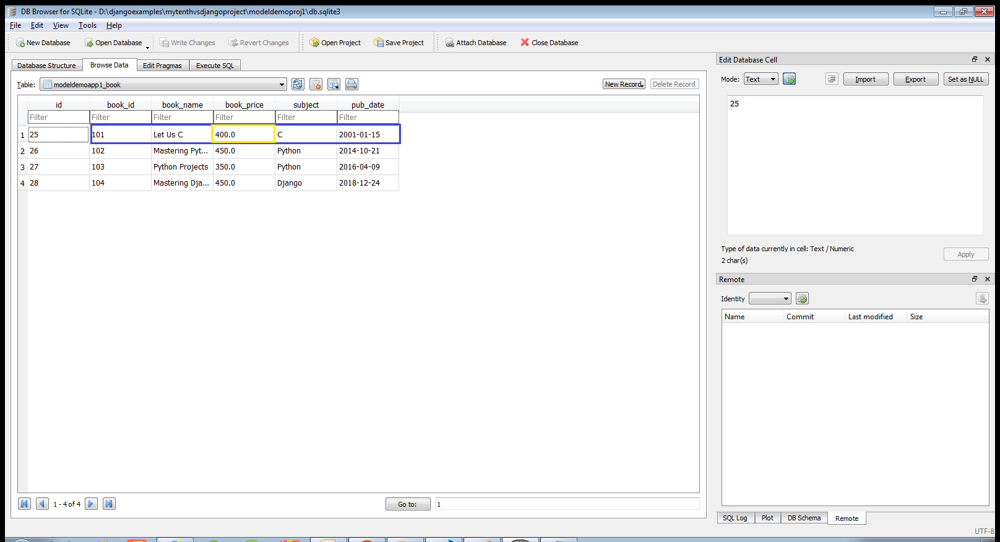 DB Browser for SQLite - D:\djangoexamples\mytenthvsdjangoproject\modeldemoproj1\db.sqlite3
File Edit View Tools Help
New Database Open Database Write Changes Revert Changes Open Project Save Project Attach Database Close Database
Database Structure Browse Data Edit Pragmas Execute SQL
Table: modeldemoapp1_book New Record Delete Record
id book_id book_name book_price subject pub_date
Filter Filter Filter Filter Filter Filter
1 25 101 Let Us C 400.0 C 2001-01-15
2 26 102 Mastering Pyt... 450.0 Python 2014-10-21
3 27 103 Python Projects 350.0 Python 2016-04-09
4 28 104 Mastering Dja... 450.0 Django 2018-12-24
1 - 4 of 4 Go to: 1
Edit Database Cell
Mode: Text Import Export Set as NULL
25
Type of data currently in cell: Text / Numeric
2 char(s)
Apply
Remote
Identity
Name Commit Last modified Size
SQL Log Plot DB Schema Remote
UTF-8